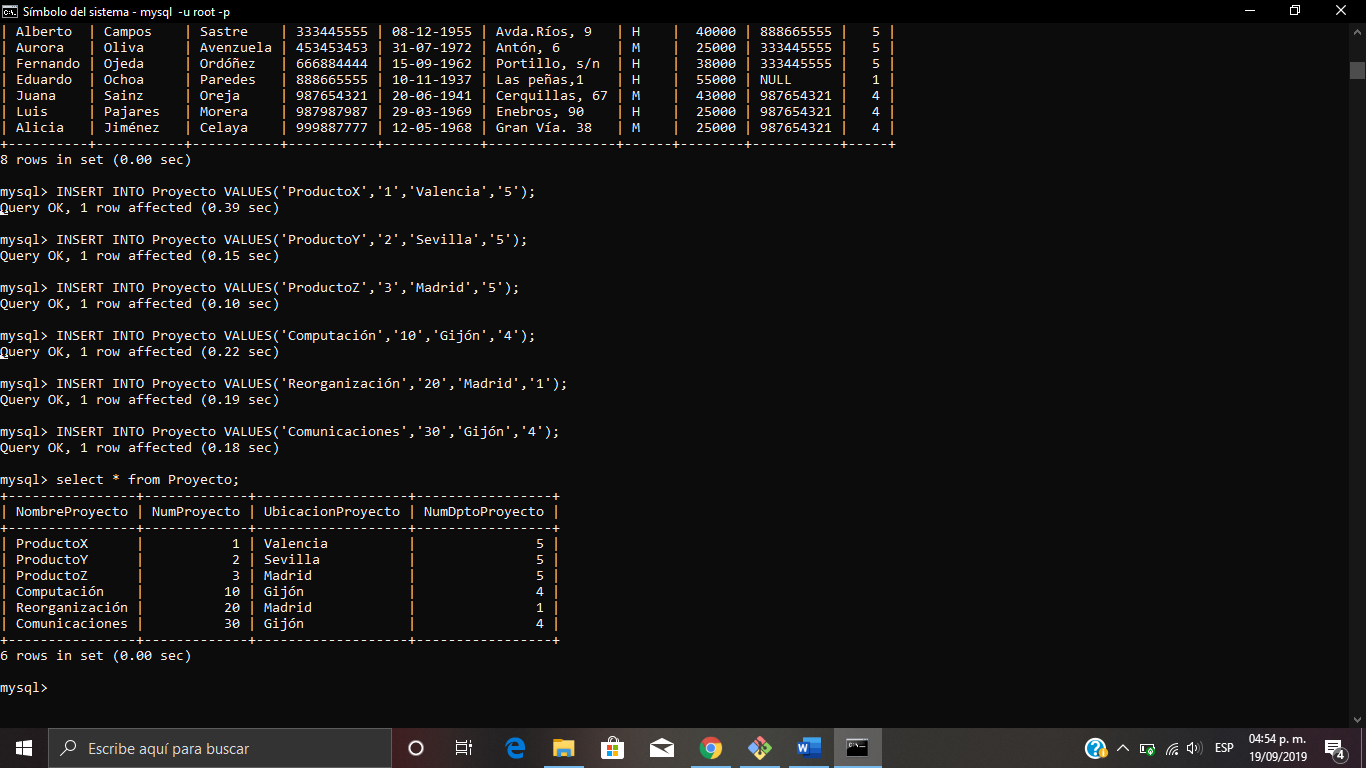 Símbolo del sistema - mysql -u root -p
| Alberto | Campos | Sastre | 333445555 | 08-12-1955 | Avda.Ríos, 9 | H | 40000 | 888665555 | 5 |
| Aurora | Oliva | Avenzuela | 453453453 | 31-07-1972 | Antón, 6 | M | 25000 | 333445555 | 5 |
| Fernando | Ojeda | Ordóñez | 666884444 | 15-09-1962 | Portillo, s/n | H | 38000 | 333445555 | 5 |
| Eduardo | Ochoa | Paredes | 888665555 | 10-11-1937 | Las peñas,1 | H | 55000 | NULL | 1 |
| Juana | Sainz | Oreja | 987654321 | 20-06-1941 | Cerquillas, 67 | M | 43000 | 987654321 | 4 |
| Luis | Pajares | Morera | 987987987 | 29-03-1969 | Enebros, 90 | H | 25000 | 987654321 | 4 |
| Alicia | Jiménez | Celaya | 999887777 | 12-05-1968 | Gran Vía. 38 | M | 25000 | 987654321 | 4 |
+----------+----------+-----------+-----------+------------+----------------+------+--------+-----------+-----+
8 rows in set (0.00 sec)
mysql> INSERT INTO Proyecto VALUES('ProductoX','1','Valencia','5');
Query OK, 1 row affected (0.39 sec)
mysql> INSERT INTO Proyecto VALUES('ProductoY','2','Sevilla','5');
Query OK, 1 row affected (0.15 sec)
mysql> INSERT INTO Proyecto VALUES('ProductoZ','3','Madrid','5');
Query OK, 1 row affected (0.10 sec)
mysql> INSERT INTO Proyecto VALUES('Computación','10','Gijón','4');
Query OK, 1 row affected (0.22 sec)
mysql> INSERT INTO Proyecto VALUES('Reorganización','20','Madrid','1');
Query OK, 1 row affected (0.19 sec)
mysql> INSERT INTO Proyecto VALUES('Comunicaciones','30','Gijón','4');
Query OK, 1 row affected (0.18 sec)
mysql> select * from Proyecto;
+----------------+-------------+-------------------+-----------------+
| NombreProyecto | NumProyecto | UbicacionProyecto | NumDptoProyecto |
+----------------+-------------+-------------------+-----------------+
| ProductoX | 1 | Valencia | 5 |
| ProductoY | 2 | Sevilla | 5 |
| ProductoZ | 3 | Madrid | 5 |
| Computación | 10 | Gijón | 4 |
| Reorganización | 20 | Madrid | 1 |
| Comunicaciones | 30 | Gijón | 4 |
+----------------+-------------+-------------------+-----------------+
6 rows in set (0.00 sec)
mysql>
Escribe aquí para buscar
ESP
04:54 p. m.
19/09/2019
4